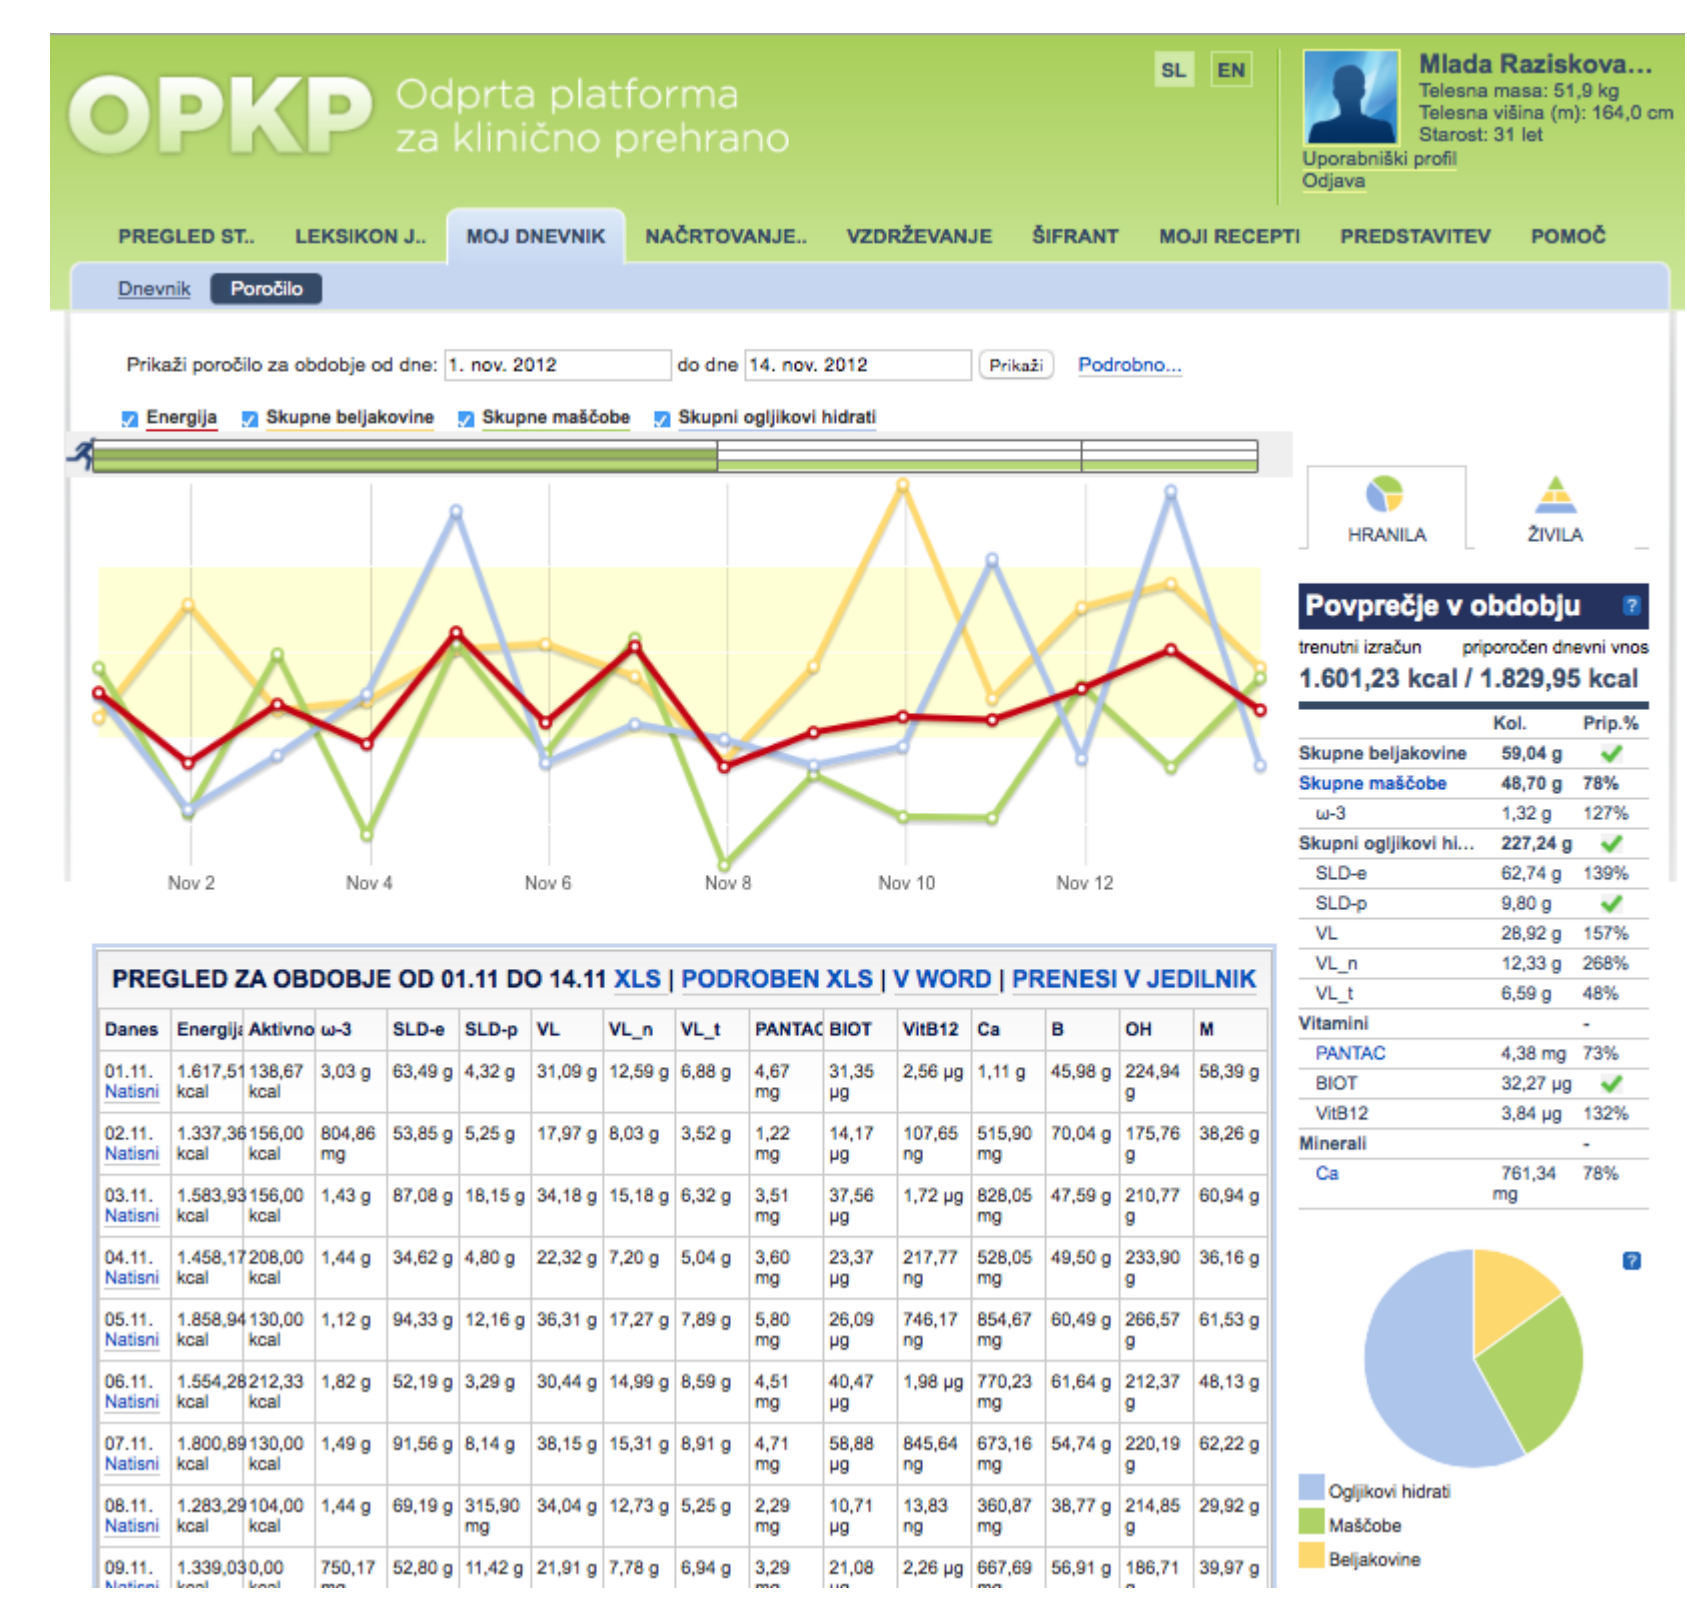 OPKP Odprta platforma
za klinično prehrano
SL EN
Mlada Raziskova...
Telesna masa: 51,9 kg
Telesna višina (m): 164,0 cm
Starost: 31 let
Uporabniški profil
Odjava
PREGLED ST.. LEKSIKON J.. MOJ DNEVNIK NAČRTOVANJE.. VZDRŽEVANJE ŠIFRANT MOJI RECEPTI PREDSTAVITEV POMOČ
Dnevnik Poročilo
Prikaži poročilo za obdobje od dne: 1. nov. 2012 do dne 14. nov. 2012 Prikaži Podrobno...
Energija Skupne beljakovine Skupne maščobe Skupni ogljikovi hidrati
Nov 2 Nov 4 Nov 6 Nov 8 Nov 10 Nov 12
HRANILA ŽIVILA
Povprečje v obdobju ?
trenutni izračun priporočen dnevni vnos
1.601,23 kcal / 1.829,95 kcal
Kol. Prip.%
Skupne beljakovine 59,04 g
Skupne maščobe 48,70 g 78%
ω-3 1,32 g 127%
Skupni ogljikovi hi... 227,24 g
SLD-e 62,74 g 139%
SLD-p 9,80 g
VL 28,92 g 157%
VL_n 12,33 g 268%
VL_t 6,59 g 48%
Vitamini -
PANTAC 4,38 mg 73%
BIOT 32,27 µg
VitB12 3,84 µg 132%
Minerali -
Ca 761,34 78%
mg
?
Ogljikovi hidrati
Maščobe
Beljakovine
PREGLED ZA OBDOBJE OD 01.11 DO 14.11 XLS | PODROBEN XLS | V WORD | PRENESI V JEDILNIK
Danes Energija Aktivno ω-3 SLD-e SLD-p VL VL_n VL_t PANTAC BIOT VitB12 Ca B OH M
01.11. 1.617,51 138,67 3,03 g 63,49 g 4,32 g 31,09 g 12,59 g 6,88 g 4,67 31,35 2,56 µg 1,11 g 45,98 g 224,94 58,39 g
Natisni kcal kcal mg µg g
02.11. 1.337,36 156,00 804,86 53,85 g 5,25 g 17,97 g 8,03 g 3,52 g 1,22 14,17 107,65 515,90 70,04 g 175,76 38,26 g
Natisni kcal kcal mg mg µg ng mg g
03.11. 1.583,93 156,00 1,43 g 87,08 g 18,15 g 34,18 g 15,18 g 6,32 g 3,51 37,56 1,72 µg 828,05 47,59 g 210,77 60,94 g
Natisni kcal kcal mg µg mg g
04.11. 1.458,17 208,00 1,44 g 34,62 g 4,80 g 22,32 g 7,20 g 5,04 g 3,60 23,37 217,77 528,05 49,50 g 233,90 36,16 g
Natisni kcal kcal mg µg ng mg g
05.11. 1.858,94 130,00 1,12 g 94,33 g 12,16 g 36,31 g 17,27 g 7,89 g 5,80 26,09 746,17 854,67 60,49 g 266,57 61,53 g
Natisni kcal kcal mg µg ng mg g
06.11. 1.554,28 212,33 1,82 g 52,19 g 3,29 g 30,44 g 14,99 g 8,59 g 4,51 40,47 1,98 µg 770,23 61,64 g 212,37 48,13 g
Natisni kcal kcal mg µg mg g
07.11. 1.800,89 130,00 1,49 g 91,56 g 8,14 g 38,15 g 15,31 g 8,91 g 4,71 58,88 845,64 673,16 54,74 g 220,19 62,22 g
Natisni kcal kcal mg µg ng mg g
08.11. 1.283,29 104,00 1,44 g 69,19 g 315,90 34,04 g 12,73 g 5,25 g 2,29 10,71 13,83 360,87 38,77 g 214,85 29,92 g
Natisni kcal kcal mg mg µg ng mg g
09.11. 1.339,03 0,00 750,17 52,80 g 11,42 g 21,91 g 7,78 g 6,94 g 3,29 21,08 2,26 µg 667,69 56,91 g 186,71 39,97 g